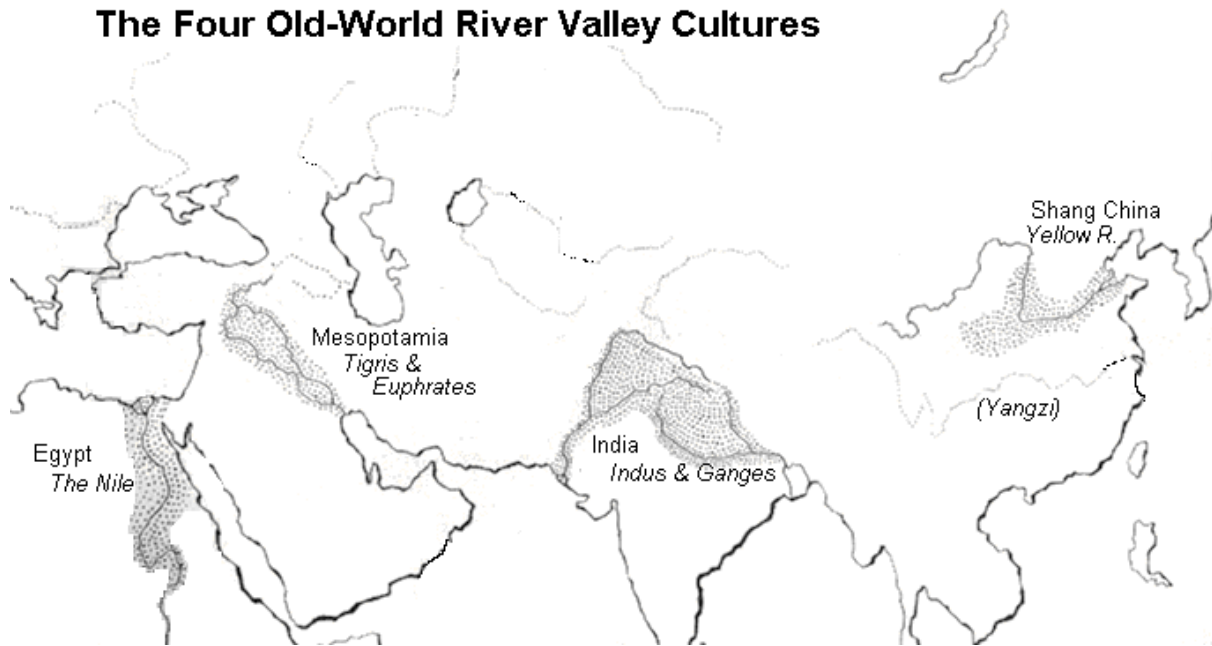 The Four Old-World River Valley Cultures
Shang China
Yellow R.
Mesopotamia
Tigris &
Euphrates
(Yangzi)
India
Indus & Ganges
Egypt
The Nile